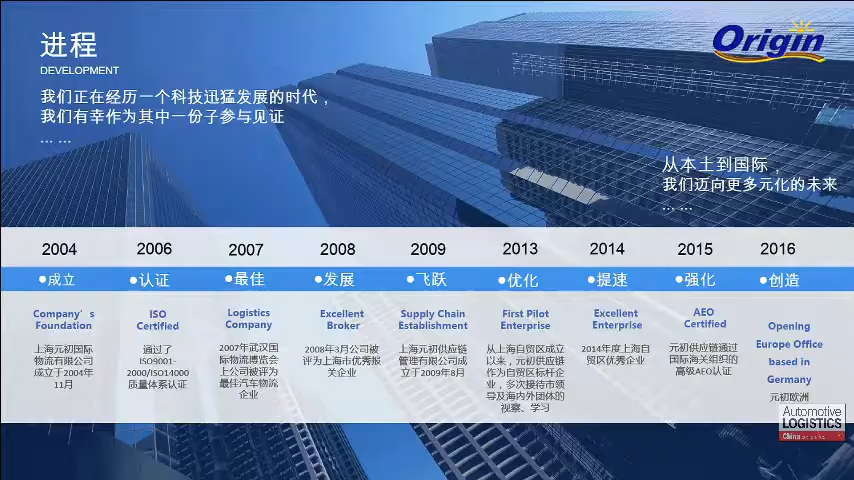 进程
DEVELOPMENT
我们正在经历一个科技迅猛发展的时代，
我们有幸作为其中一份子参与见证
... ...
Origin
从本土到国际，
我们迈向更多元化的未来
... ...
2004
●成立
Company's
Foundation
上海元初国际
物流有限公司
成立于2004年
11月
2006
●认证
ISO
Certified
通过了
ISO9001-
2000/ISO14000
质量体系认证
2007
●最佳
Logistics
Company
2007年武汉国
际物流博览会
上公司被评为
最佳汽车物流
企业
2008
●发展
Excellent
Broker
2008年3月公司被
评为上海市优秀报
关企业
2009
●飞跃
Supply Chain
Establishment
上海元初供应链
管理有限公司成
立于2009年8月
2013
●优化
First Pilot
Enterprise
从上海自贸区成立
以来，元初供应链
作为自贸区标杆企
业，多次接待市领
导及海内外团体的
视察、学习
2014
●提速
Excellent
Enterprise
2014年度上海自
贸区优秀企业
2015
●强化
AEO
Certified
元初供应链通过
国际海关组织的
高级AEO认证
2016
●创造
Opening
Europe Office
based in
Germany
元初欧洲
Automotive
LOGISTICS
China